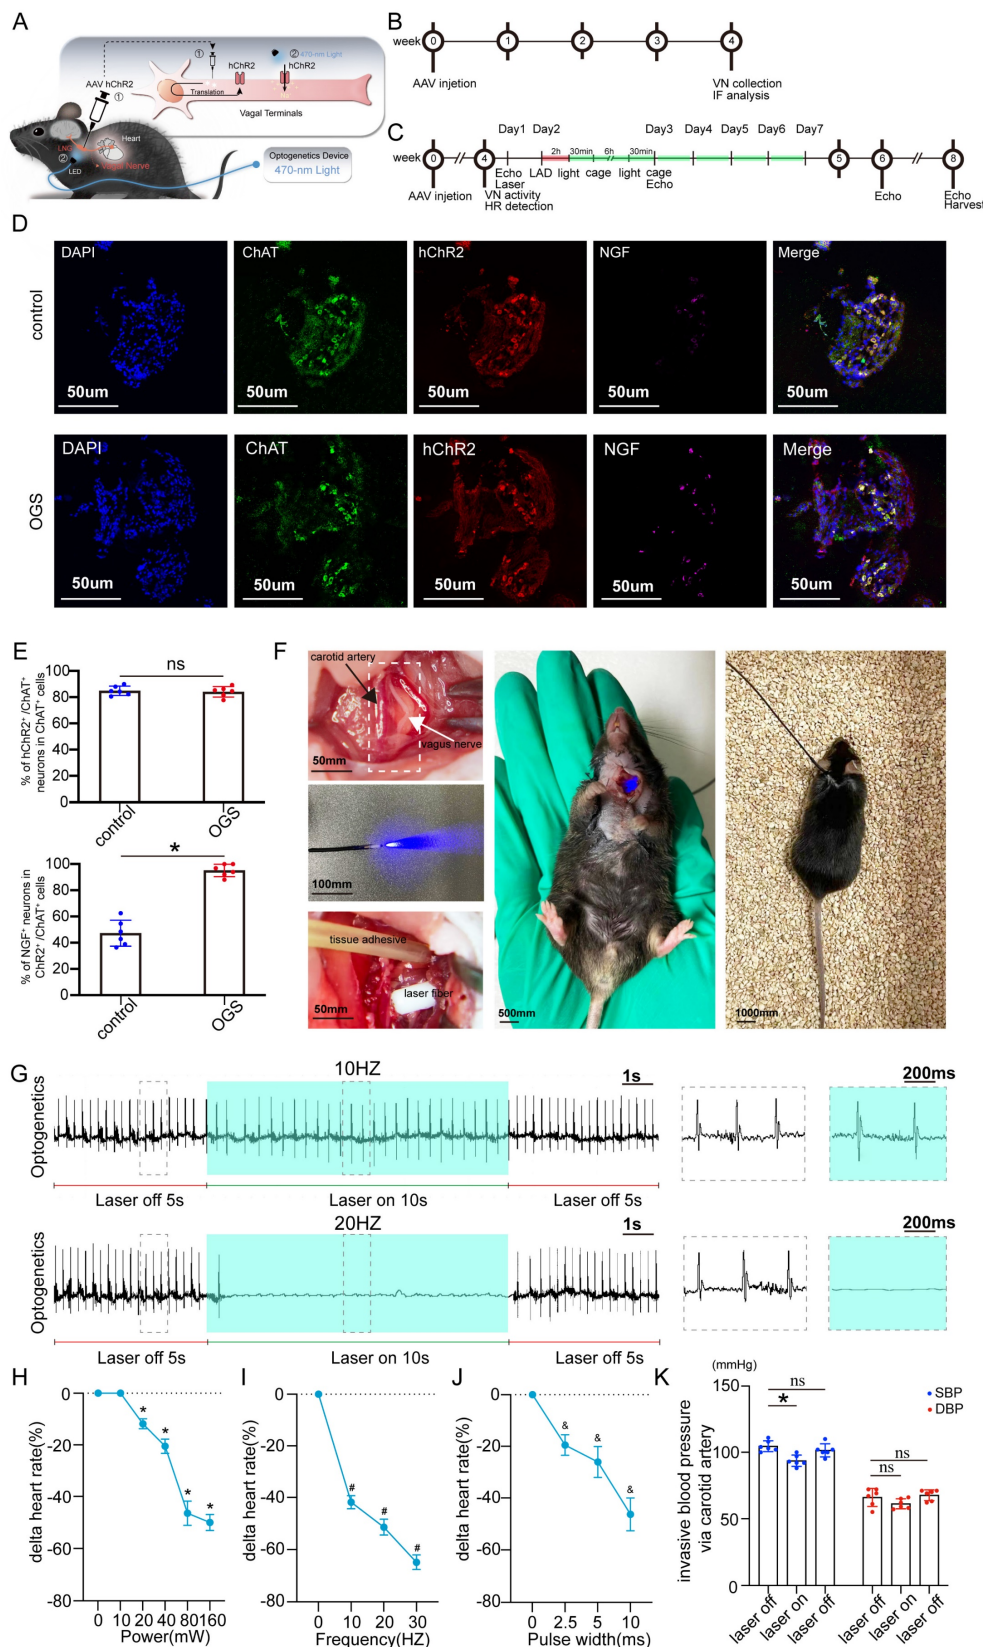 A
①
②470-nm Light
hChR2
hChR2
AAV hChR2
①
Translation
Vagal Terminals
Heart
LNG
②
Vagal Nerve
LED
Optogenetics Device
470-nm Light
B
week 0 1 2 3 4
AAV injetion
VN collection
IF analysis
C
Day1 Day2 Day3 Day4 Day5 Day6 Day7
2h 30min 6h 30min
week 0 4 5 6 8
Echo LAD light cage light cage
Laser
Echo
AAV injetion
VN activity
HR detection
Echo
Echo
Harvest
D
control
DAPI
50um
ChAT
50um
hChR2
50um
NGF
50um
Merge
50um
OGS
DAPI
50um
ChAT
50um
hChR2
50um
NGF
50um
Merge
50um
E
% of hChR2⁺ /ChAT⁺
neurons in ChAT⁺ cells
100
80
60
40
20
0
ns
control
OGS
% of NGF⁺ neurons in
ChR2⁺ /ChAT⁺ cells
100
80
60
40
20
0
*
control
OGS
F
carotid artery
vagus nerve
50mm
100mm
tissue adhesive
laser fiber
50mm
500mm
1000mm
G
10HZ
1s
200ms
Optogenetics
Laser off 5s
Laser on 10s
Laser off 5s
20HZ
1s
200ms
Optogenetics
Laser off 5s
Laser on 10s
Laser off 5s
H
delta heart rate(%)
0
-20
-40
-60
-80
* * * *
0 10 20 40 80 160
Power(mW)
I
delta heart rate(%)
0
-20
-40
-60
-80
# # #
0 10 20 30
Frequency(HZ)
J
delta heart rate(%)
0
-20
-40
-60
-80
& & &
0 2.5 5 10
Pulse width(ms)
K
(mmHg)
invasive blood pressure
via carotid artery
150
100
50
0
ns
*
ns
ns
SBP
DBP
laser off
laser on
laser off
laser off
laser on
laser off